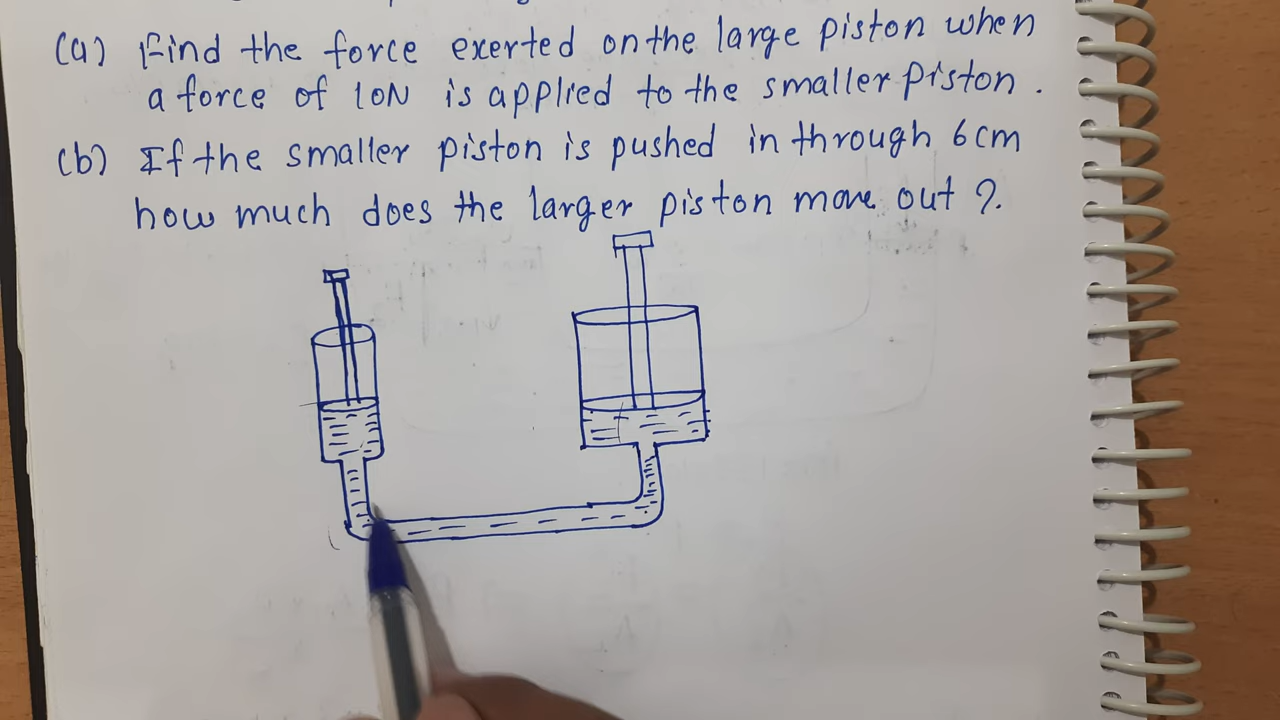 (a) Find the force exerted on the large piston when
a force of 10N is applied to the smaller piston.
(b) If the smaller piston is pushed in through 6cm
how much does the larger piston move out ?.